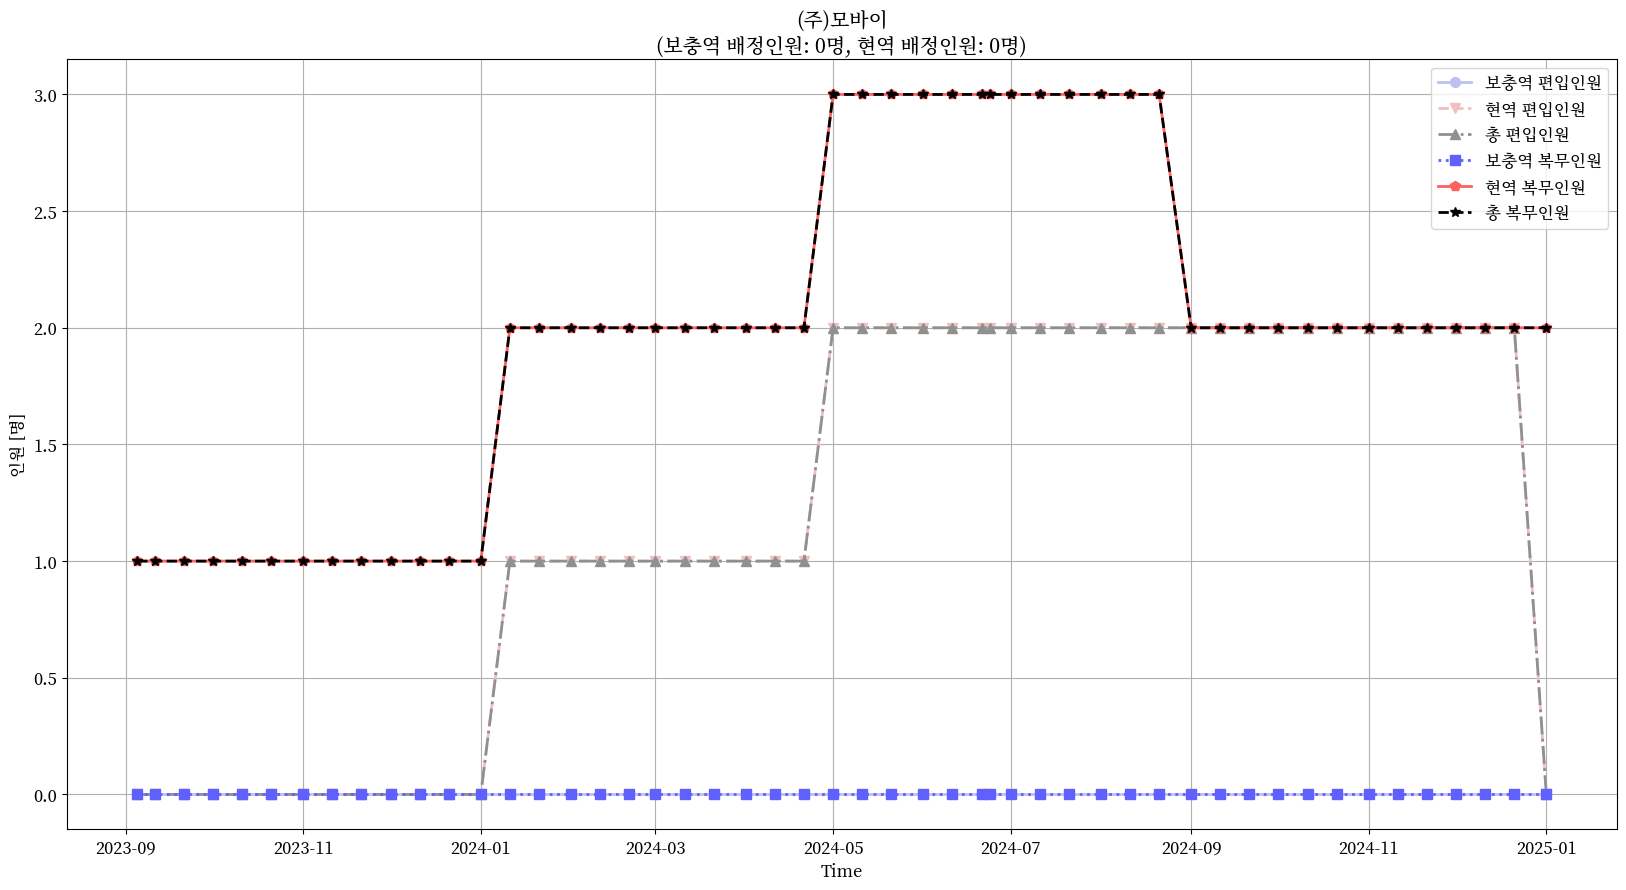 (주)모바이
(보충역 배정인원: 0명, 현역 배정인원: 0명)
보충역 편입인원
현역 편입인원
총 편입인원
보충역 복무인원
현역 복무인원
총 복무인원
인원 [명]
3.0
2.5
2.0
1.5
1.0
0.5
0.0
2023-09 2023-11 2024-01 2024-03 2024-05 2024-07 2024-09 2024-11 2025-01
Time